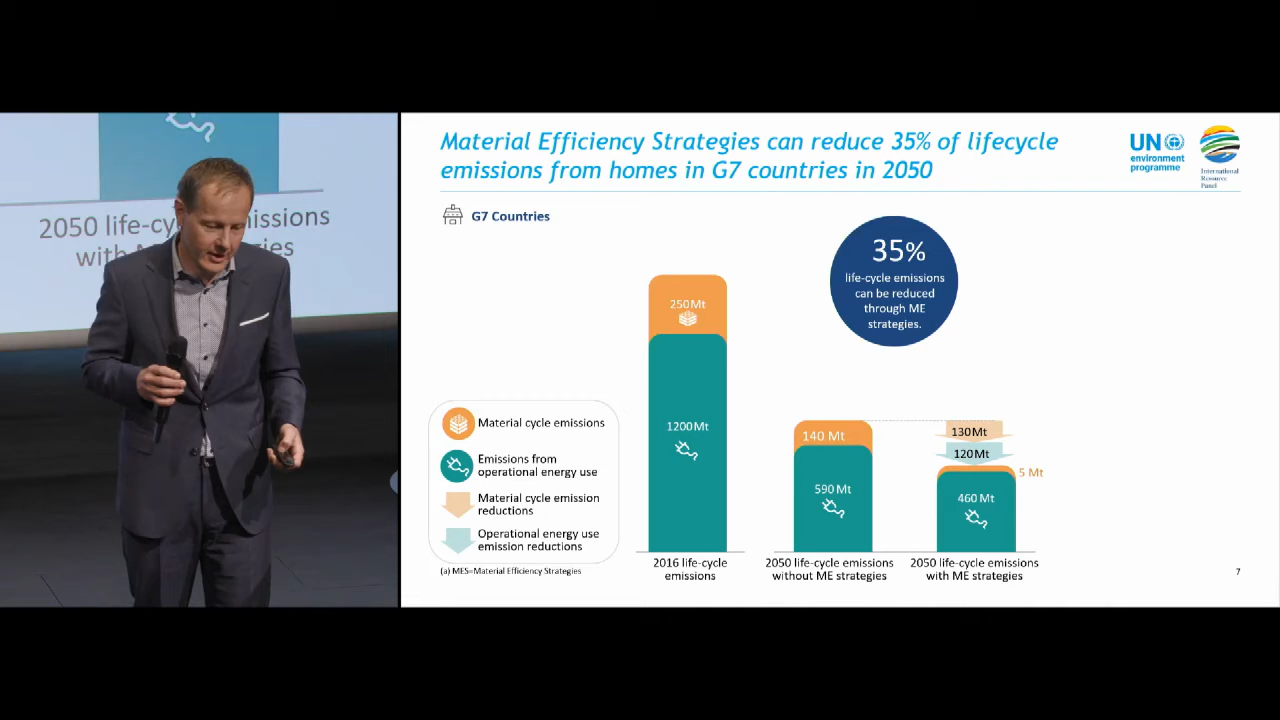 2050 life-cy emissions
with
Material Efficiency Strategies can reduce 35% of lifecycle
emissions from homes in G7 countries in 2050
UN
environment
programme
International
Resource
Panel
G7 Countries
35%
life-cycle emissions
can be reduced
through ME
strategies.
250Mt
1200Mt
140 Mt
590 Mt
130Mt
120Mt
5 Mt
460 Mt
Material cycle emissions
Emissions from
operational energy use
Material cycle emission
reductions
Operational energy use
emission reductions
(a) MES=Material Efficiency Strategies
2016 life-cycle
emissions
2050 life-cycle emissions
without ME strategies
2050 life-cycle emissions
with ME strategies
7